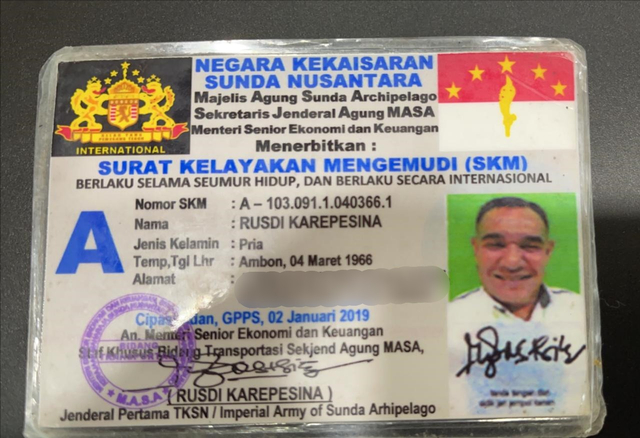 NEGARA KEKAISARAN
SUNDA NUSANTARA
Majelis Agung Sunda Archipelago
Sekretaris Jenderal Agung MASA
Menteri Senior Ekonomi dan Keuangan
Menerbitkan :
INTERNATIONAL
SURAT KELAYAKAN MENGEMUDI (SKM)
BERLAKU SELAMA SEUMUR HIDUP, DAN BERLAKU SECARA INTERNASIONAL
A
Nomor SKM : A – 103.091.1.040366.1
Nama : RUSDI KAREPESINA
Jenis Kelamin : Pria
Temp,Tgl Lhr : Ambon, 04 Maret 1966
Alamat :
GPPS, 02 Januari 2019
An. Menteri Senior Ekonomi dan Keuangan
Staf Khusus Bidang Transportasi Sekjend Agung MASA,
M.A.S.A
( RUSDI KAREPESINA )
Jenderal Pertama TKSN / Imperial Army of Sunda Arhipelago
tanda tangan dan